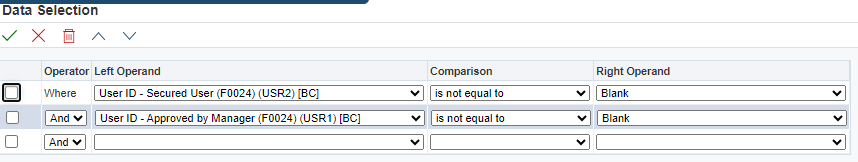 Data Selection
Operator Left Operand Comparison Right Operand
Where User ID - Secured User (F0024) (USR2) [BC] is not equal to Blank
And User ID - Approved by Manager (F0024) (USR1) [BC] is not equal to Blank
And